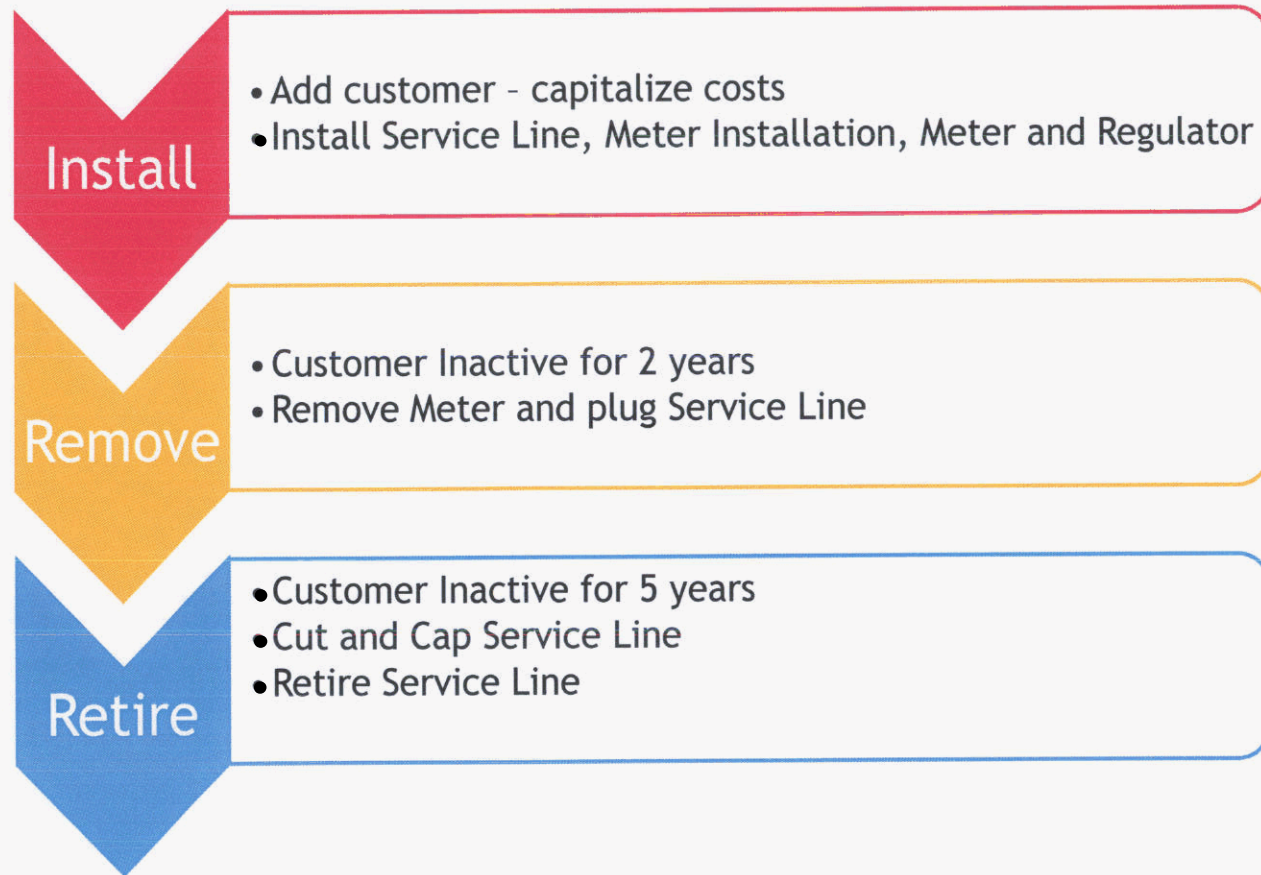 Install
• Add customer - capitalize costs
• Install Service Line, Meter Installation, Meter and Regulator
Remove
• Customer Inactive for 2 years
• Remove Meter and plug Service Line
Retire
• Customer Inactive for 5 years
• Cut and Cap Service Line
• Retire Service Line